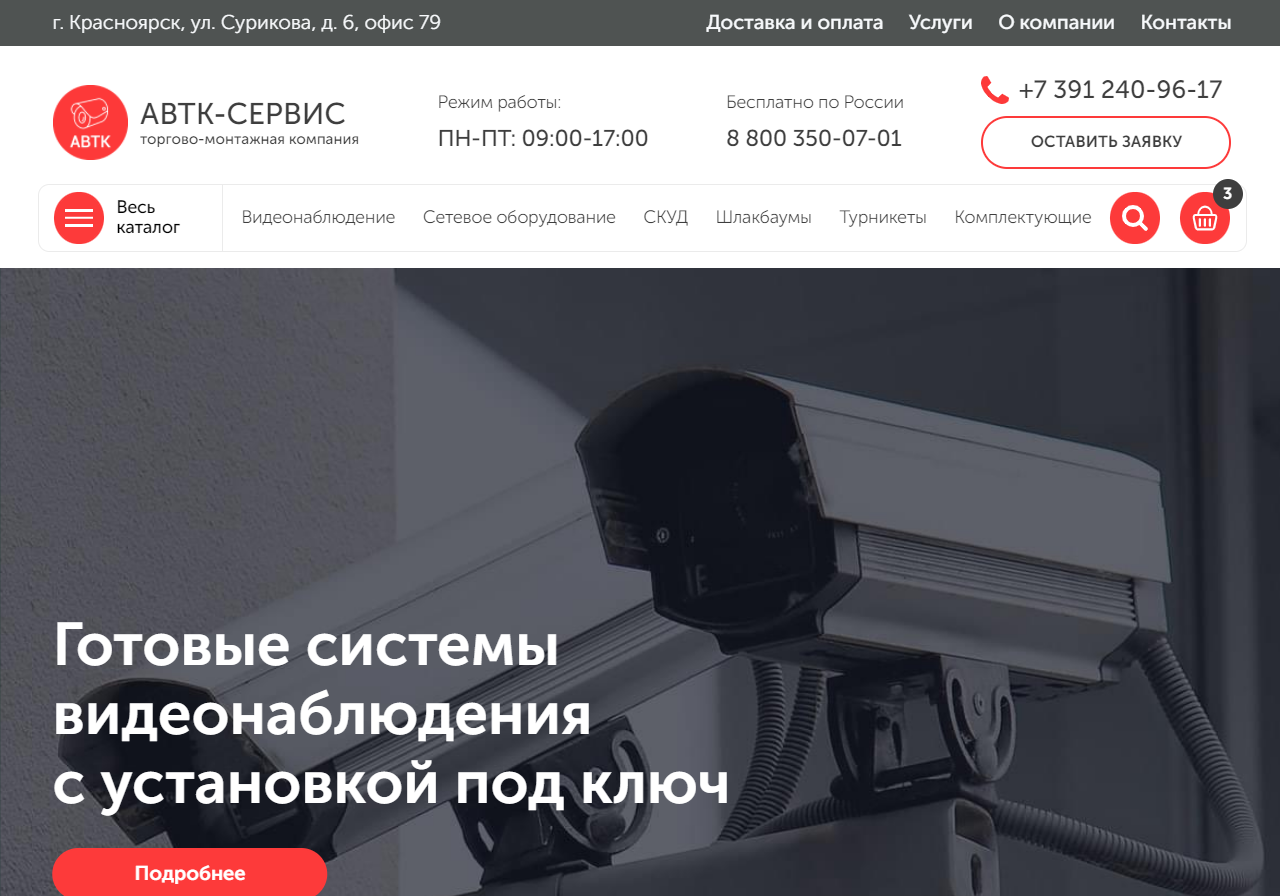 г. Красноярск, ул. Сурикова, д. 6, офис 79
Доставка и оплата Услуги О компании Контакты
АВТК
АВТК-СЕРВИС
торгово-монтажная компания
Режим работы:
ПН-ПТ: 09:00-17:00
Бесплатно по России
8 800 350-07-01
+7 391 240-96-17
ОСТАВИТЬ ЗАЯВКУ
Весь
каталог
Видеонаблюдение Сетевое оборудование СКУД Шлакбаумы Турникеты Комплектующие
3
Готовые системы
видеонаблюдения
с установкой под ключ
Подробнее